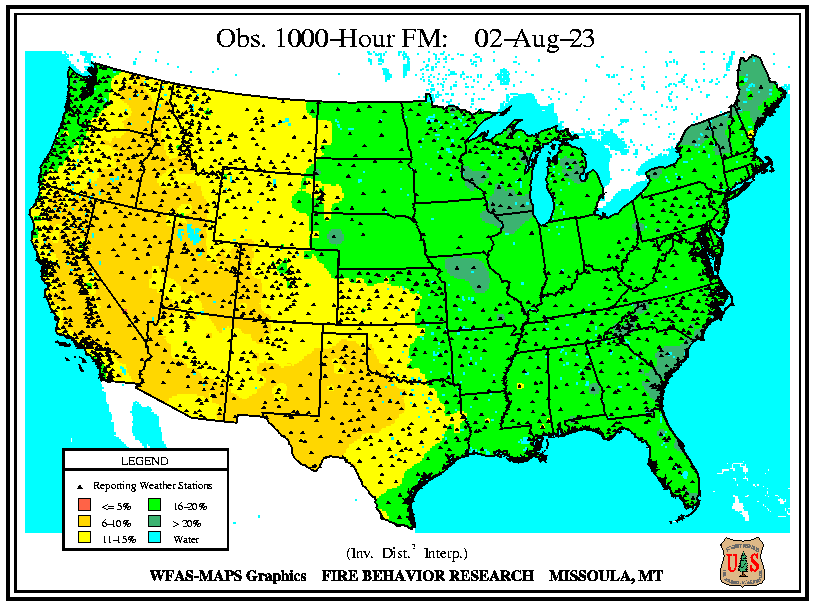 Obs. 1000-Hour FM: 02-Aug-23
LEGEND
Reporting Weather Stations
<= 5% 16-20%
6-10% > 20%
11-15% Water
(Inv. Dist.² Interp.)
WFAS-MAPS Graphics FIRE BEHAVIOR RESEARCH MISSOULA, MT
U S